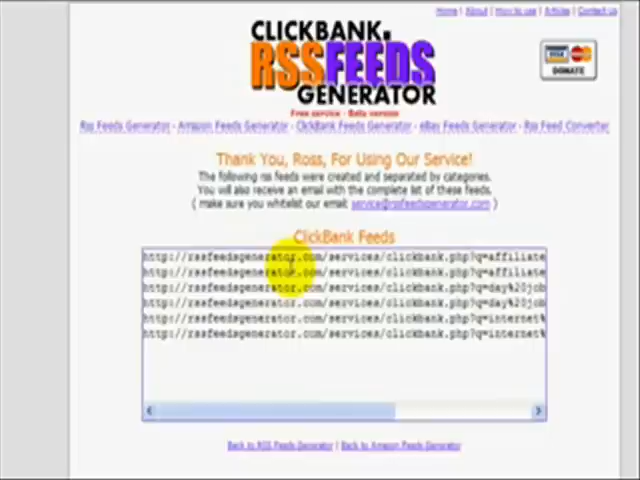 Home | About | How to use | Articles | Contact Us
CLICKBANK
RSSFEEDS
GENERATOR
VISA
DONATE
Free service - Beta version
Rss Feeds Generator - Amazon Feeds Generator - ClickBank Feeds Generator - eBay Feeds Generator - Rss Feed Converter
Thank You, Ross, For Using Our Service!
The following rss feeds were created and separated by categories.
You will also receive an email with the complete list of these feeds.
( make sure you whitelist our email: service@rssfeedsgenerator.com )
ClickBank Feeds
http://rssfeedsgenerator.com/services/clickbank.php?q=affiliate
http://rssfeedsgenerator.com/services/clickbank.php?q=affiliate
http://rssfeedsgenerator.com/services/clickbank.php?q=day%20job
http://rssfeedsgenerator.com/services/clickbank.php?q=day%20job
http://rssfeedsgenerator.com/services/clickbank.php?q=internet%
http://rssfeedsgenerator.com/services/clickbank.php?q=internet%
Back to RSS Feeds Generator | Back to Amazon Feeds Generator